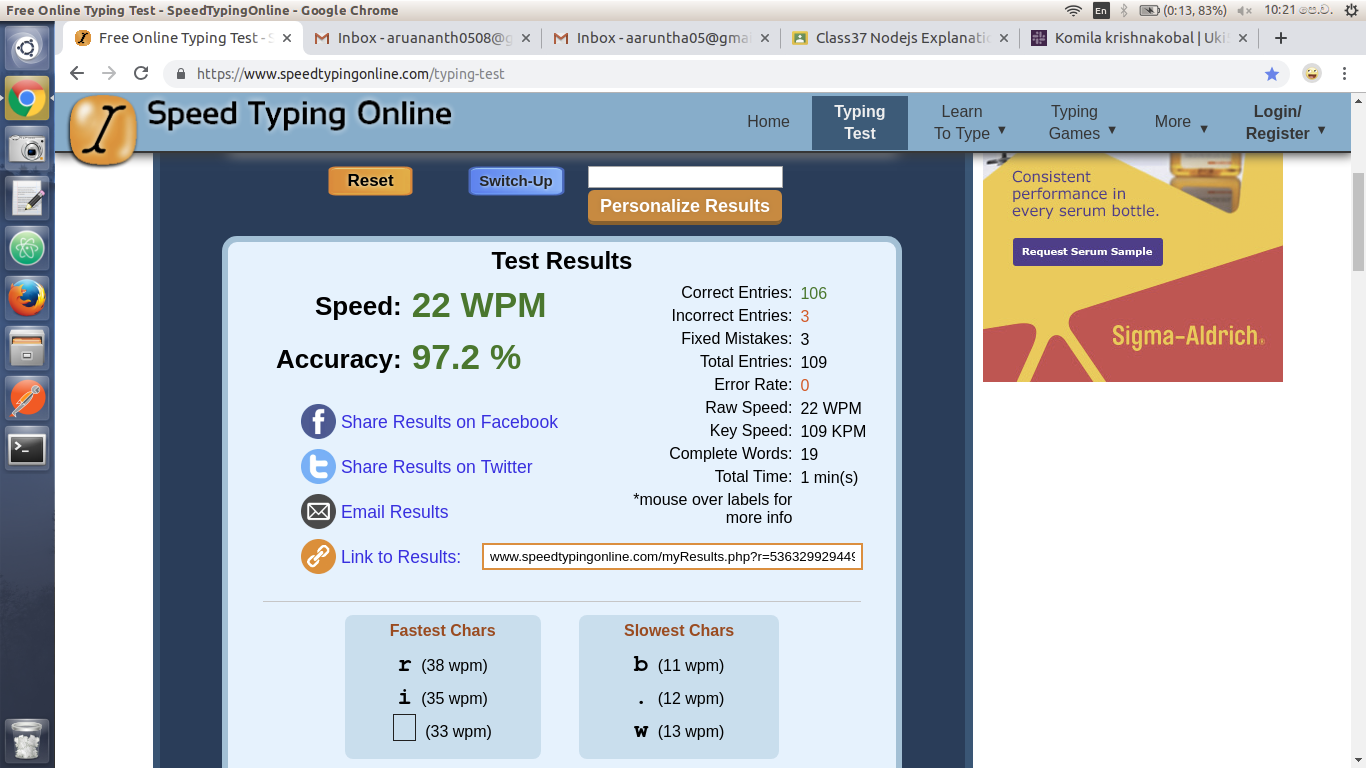 Free Online Typing Test - SpeedTypingOnline - Google Chrome
En (0:13, 83%) 10:21 පෙ.ව.
Free Online Typing Test - S
Inbox - aruananth0508@g
Inbox - aarun​tha05@gmai
Class37 Nodejs Explanatio
Komila krishnakobal | Uki
https://www.speedtypingonline.com/typing-test
Speed Typing Online
Home
Typing Test
Learn To Type ▼
Typing Games ▼
More ▼
Login/ Register ▼
Reset
Switch-Up
Personalize Results
Consistent
performance in
every serum bottle.
Request Serum Sample
Sigma-Aldrich®
Test Results
Speed: 22 WPM
Accuracy: 97.2 %
Share Results on Facebook
Share Results on Twitter
Email Results
Link to Results: www.speedtypingonline.com/myResults.php?r=536329929449
Correct Entries: 106
Incorrect Entries: 3
Fixed Mistakes: 3
Total Entries: 109
Error Rate: 0
Raw Speed: 22 WPM
Key Speed: 109 KPM
Complete Words: 19
Total Time: 1 min(s)
*mouse over labels for
more info
Fastest Chars
r (38 wpm)
i (35 wpm)
(33 wpm)
Slowest Chars
b (11 wpm)
. (12 wpm)
w (13 wpm)